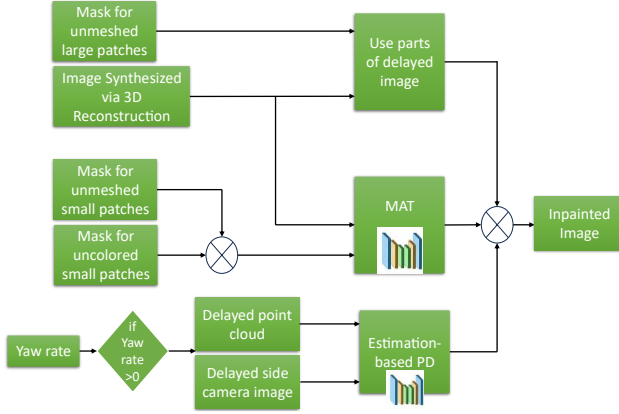 Mask for
unmeshed
large patches
Use parts
of delayed
image
Image Synthesized
via 3D
Reconstruction
Mask for
unmeshed
small patches
MAT
Inpainted
Image
Mask for
uncolored
small patches
Delayed point
cloud
if
Yaw
rate
>0
Yaw rate
Estimation-
based PD
Delayed side
camera image